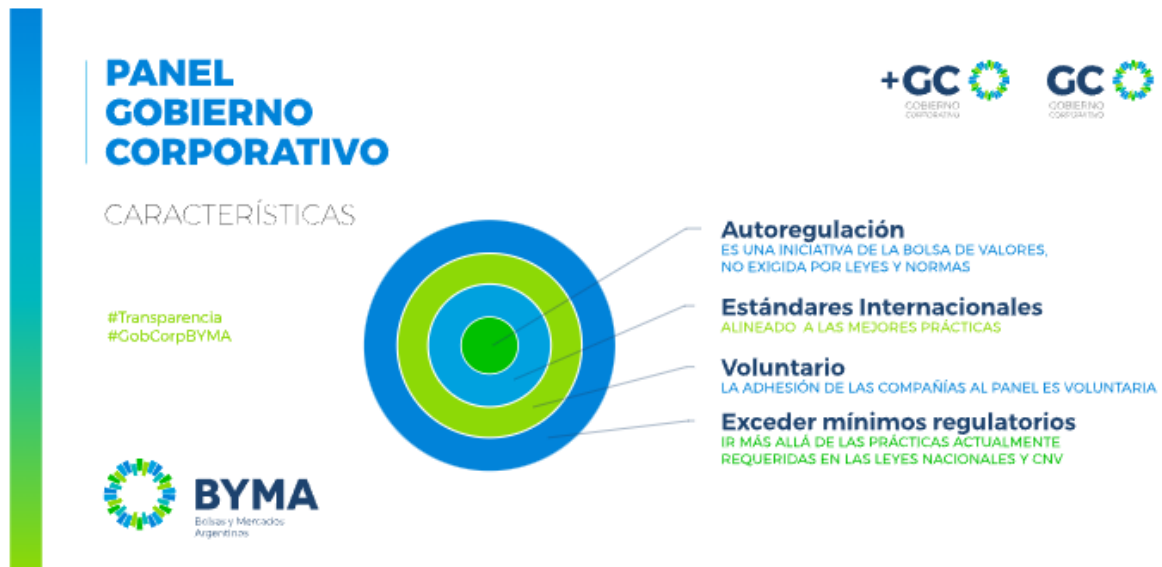 PANEL
GOBIERNO
CORPORATIVO
+GC
GOBIERNO
CORPORATIVO
GC
GOBIERNO
CORPORATIVO
CARACTERÍSTICAS
#Transparencia
#GobCorpBYMA
Autoregulación
ES UNA INICIATIVA DE LA BOLSA DE VALORES,
NO EXIGIDA POR LEYES Y NORMAS
Estándares Internacionales
ALINEADO A LAS MEJORES PRÁCTICAS
Voluntario
LA ADHESIÓN DE LAS COMPAÑÍAS AL PANEL ES VOLUNTARIA
Exceder mínimos regulatorios
IR MÁS ALLÁ DE LAS PRÁCTICAS ACTUALMENTE
REQUERIDAS EN LAS LEYES NACIONALES Y CNV
BYMA
Bolsas y Mercados
Argentinos